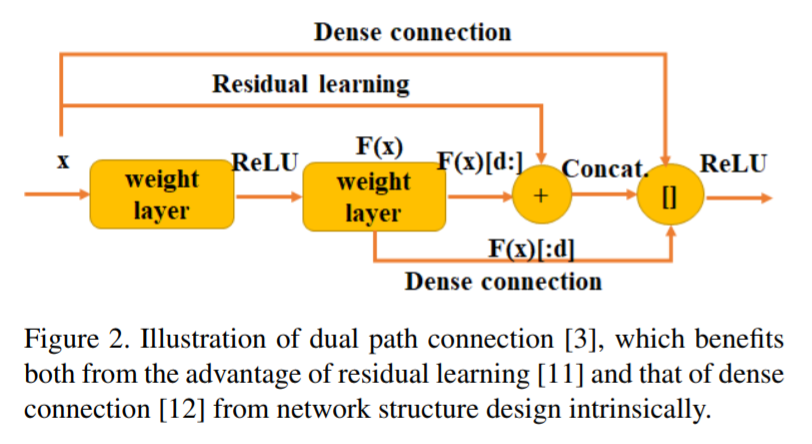 Dense connection
Residual learning
x
weight
layer
ReLU
F(x)
weight
layer
F(x)[d:]
+
Concat.
[]
ReLU
F(x)[:d]
Dense connection
Figure 2. Illustration of dual path connection [3], which benefits
both from the advantage of residual learning [11] and that of dense
connection [12] from network structure design intrinsically.